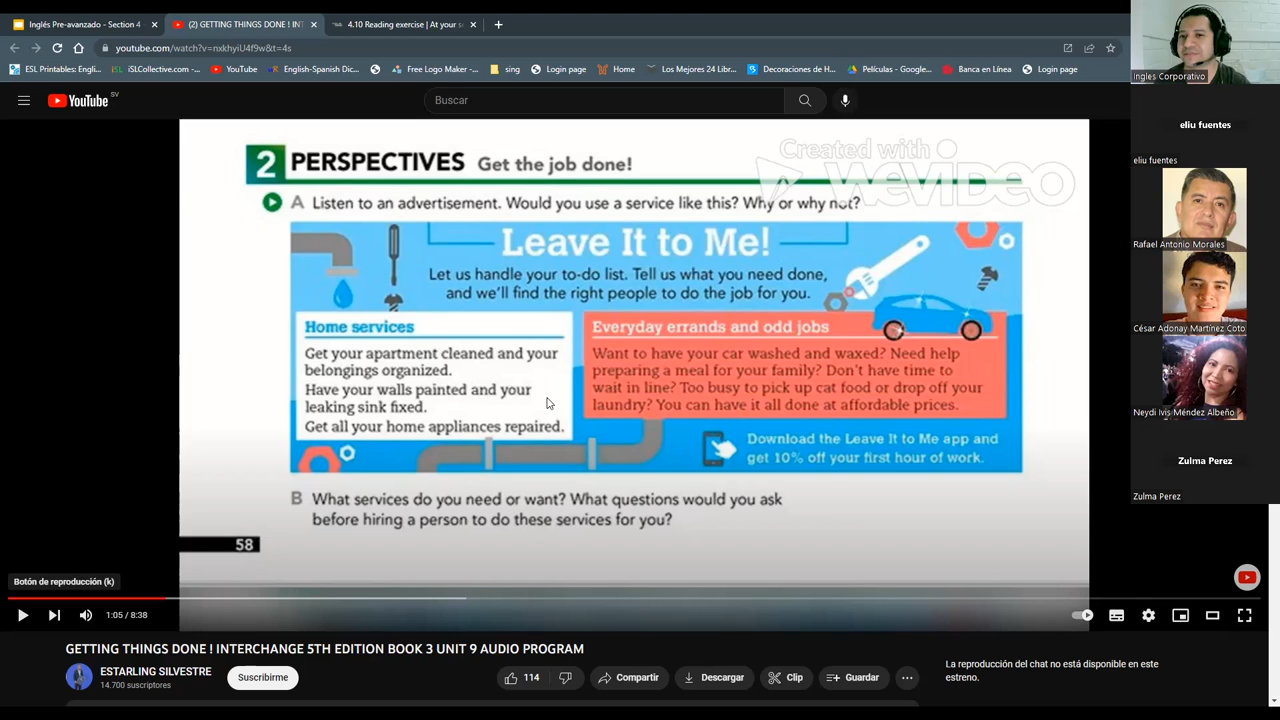 Inglés Pre-avanzado - Section 4
(2) GETTING THINGS DONE ! INT
4.10 Reading exercise | At your se
youtube.com/watch?v=nxkhyiU4f9w&t=4s
ESL Printables: Engli...
iSLCollective.com -...
YouTube
English-Spanish Dic...
Free Logo Maker -...
sing
Login page
Home
Los Mejores 24 Libr...
Decoraciones de H...
Películas - Google...
Banca en Línea
Login page
YouTube SV
Buscar
Created with
WEVIDEO
2 PERSPECTIVES Get the job done!
A Listen to an advertisement. Would you use a service like this? Why or why not?
Leave It to Me!
Let us handle your to-do list. Tell us what you need done,
and we'll find the right people to do the job for you.
Home services
Get your apartment cleaned and your
belongings organized.
Have your walls painted and your
leaking sink fixed.
Get all your home appliances repaired.
Everyday errands and odd jobs
Want to have your car washed and waxed? Need help
preparing a meal for your family? Don't have time to
wait in line? Too busy to pick up cat food or drop off your
laundry? You can have it all done at affordable prices.
Download the Leave It to Me app and
get 10% off your first hour of work.
B What services do you need or want? What questions would you ask
before hiring a person to do these services for you?
58
Botón de reproducción (k)
1:05 / 8:38
GETTING THINGS DONE ! INTERCHANGE 5TH EDITION BOOK 3 UNIT 9 AUDIO PROGRAM
ESTARLING SILVESTRE
14.700 suscriptores
Suscribirme
114
Compartir
Descargar
Clip
Guardar
La reproducción del chat no está disponible en este
estreno.
Ingles Corporativo
eliu fuentes
eliu fuentes
Rafael Antonio Morales
César Adonay Martínez Coto
Neydi Ivis Méndez Albeño
Zulma Perez
Zulma Perez